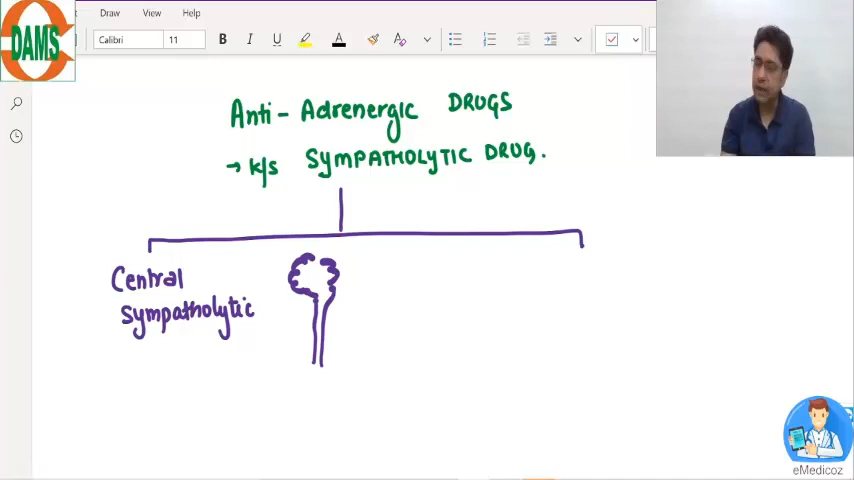 DAMS
Draw View Help
Calibri 11 B I U A A
Anti - Adrenergic DRUGS
→ K/S SYMPATHOLYTIC DRUG.
Central
Sympatholytic
eMedicoz